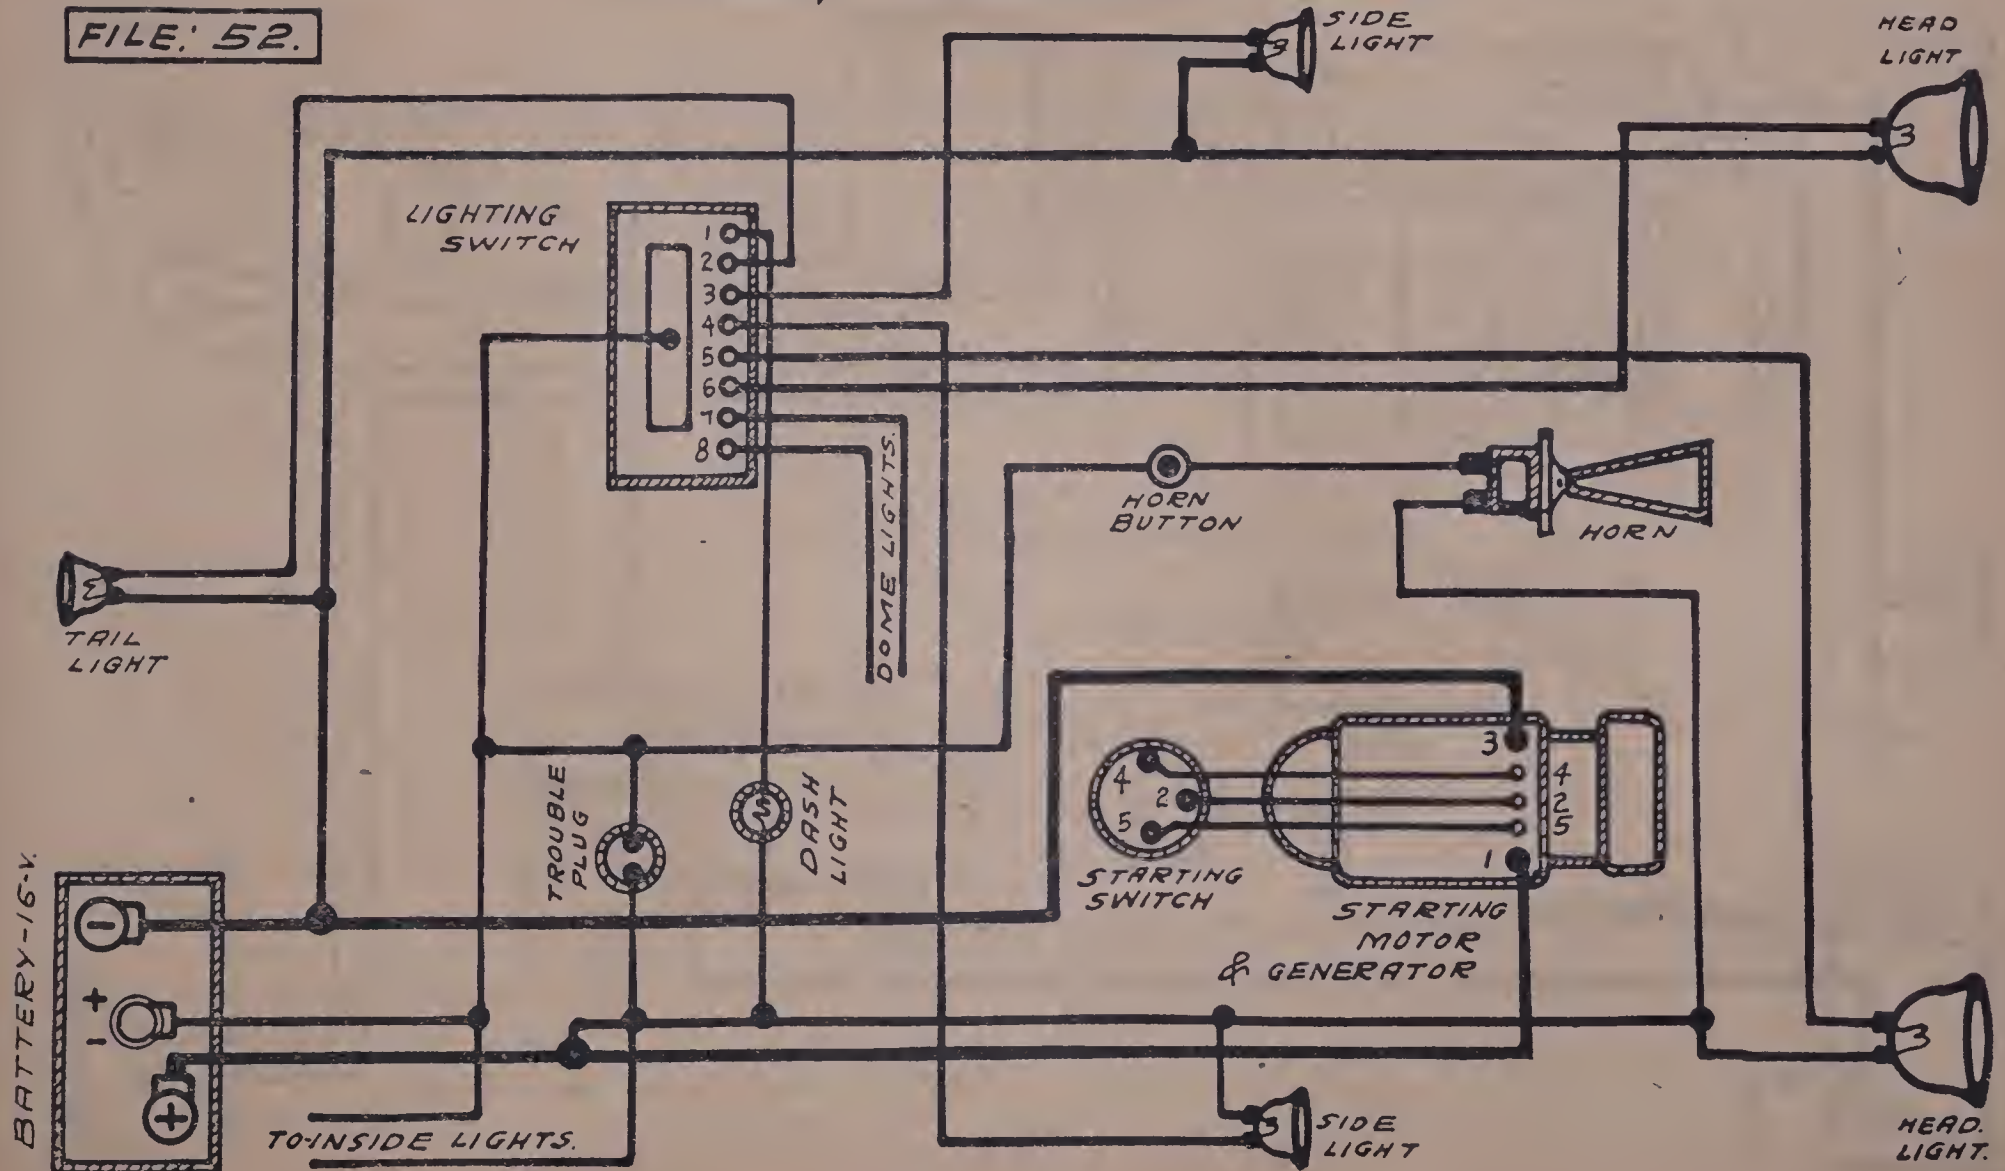 FILE: 52.
SIDE
LIGHT
HEAD
LIGHT
LIGHTING
SWITCH
1
2
3
4
5
6
7
8
DOME LIGHTS.
HORN
BUTTON
HORN
TAIL
LIGHT
TROUBLE
PLUG
DASH
LIGHT
4
2
5
STARTING
SWITCH
3
4
2
5
1
STARTING
MOTOR
& GENERATOR
BATTERY-16-V.
-
+
-
+
TO-INSIDE LIGHTS.
SIDE
LIGHT
HEAD.
LIGHT.